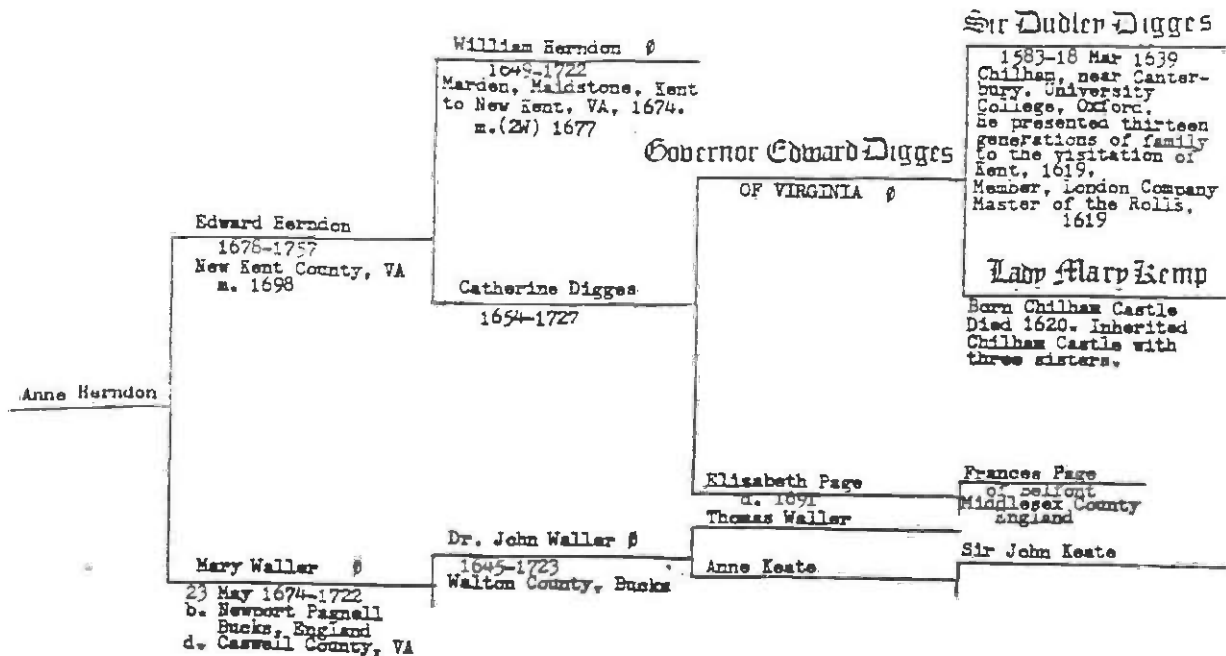 Sir Dudley Digges
1583-18 Mar 1639
Chilham, near Canter-
bury. University
College, Oxford.
He presented thirteen
generations of family
to the visitation of
Kent, 1619.
Member, London Company
Master of the Rolls,
1619
William Herndon ø
1649-1722
Marden, Maidstone, Kent
to New Kent, VA, 1674.
m.(2W) 1677
Governor Edward Digges
OF VIRGINIA ø
Edward Herndon
1678-1757
New Kent County, VA
m. 1698
Lady Mary Kemp
Born Chilham Castle
Died 1620. Inherited
Chilham Castle with
three sisters.
Catherine Digges
1654-1727
Anne Herndon
Elizabeth Page
d. 1691
Frances Page
of Belfont
Middlesex County
England
Thomas Waller
Dr. John Waller ø
1645-1723
Walton County, Bucks
Anne Keate
Sir John Keate
Mary Waller ø
23 May 1674-1722
b. Newport Pagnell
Bucks, England
d. Caswell County, VA